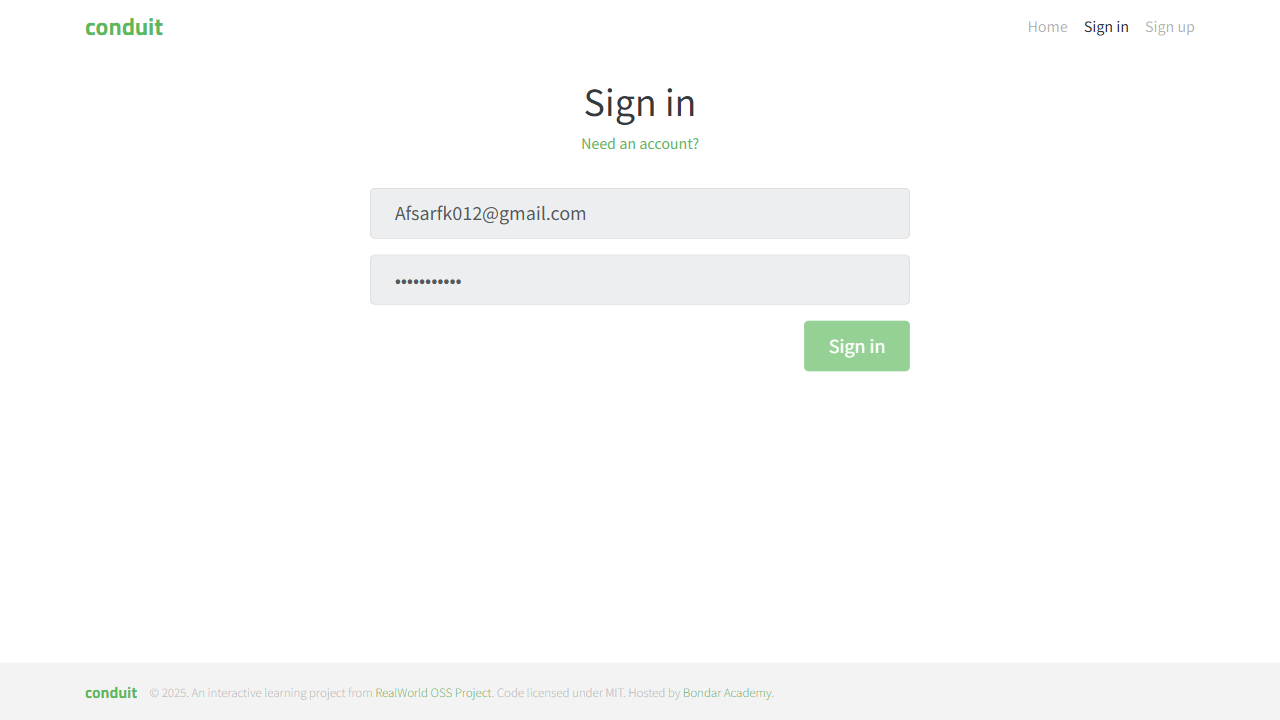 conduit
Home Sign in Sign up
Sign in
Need an account?
Afsarfk012@gmail.com
•••••••••••
Sign in
conduit © 2025. An interactive learning project from RealWorld OSS Project. Code licensed under MIT. Hosted by Bondar Academy.